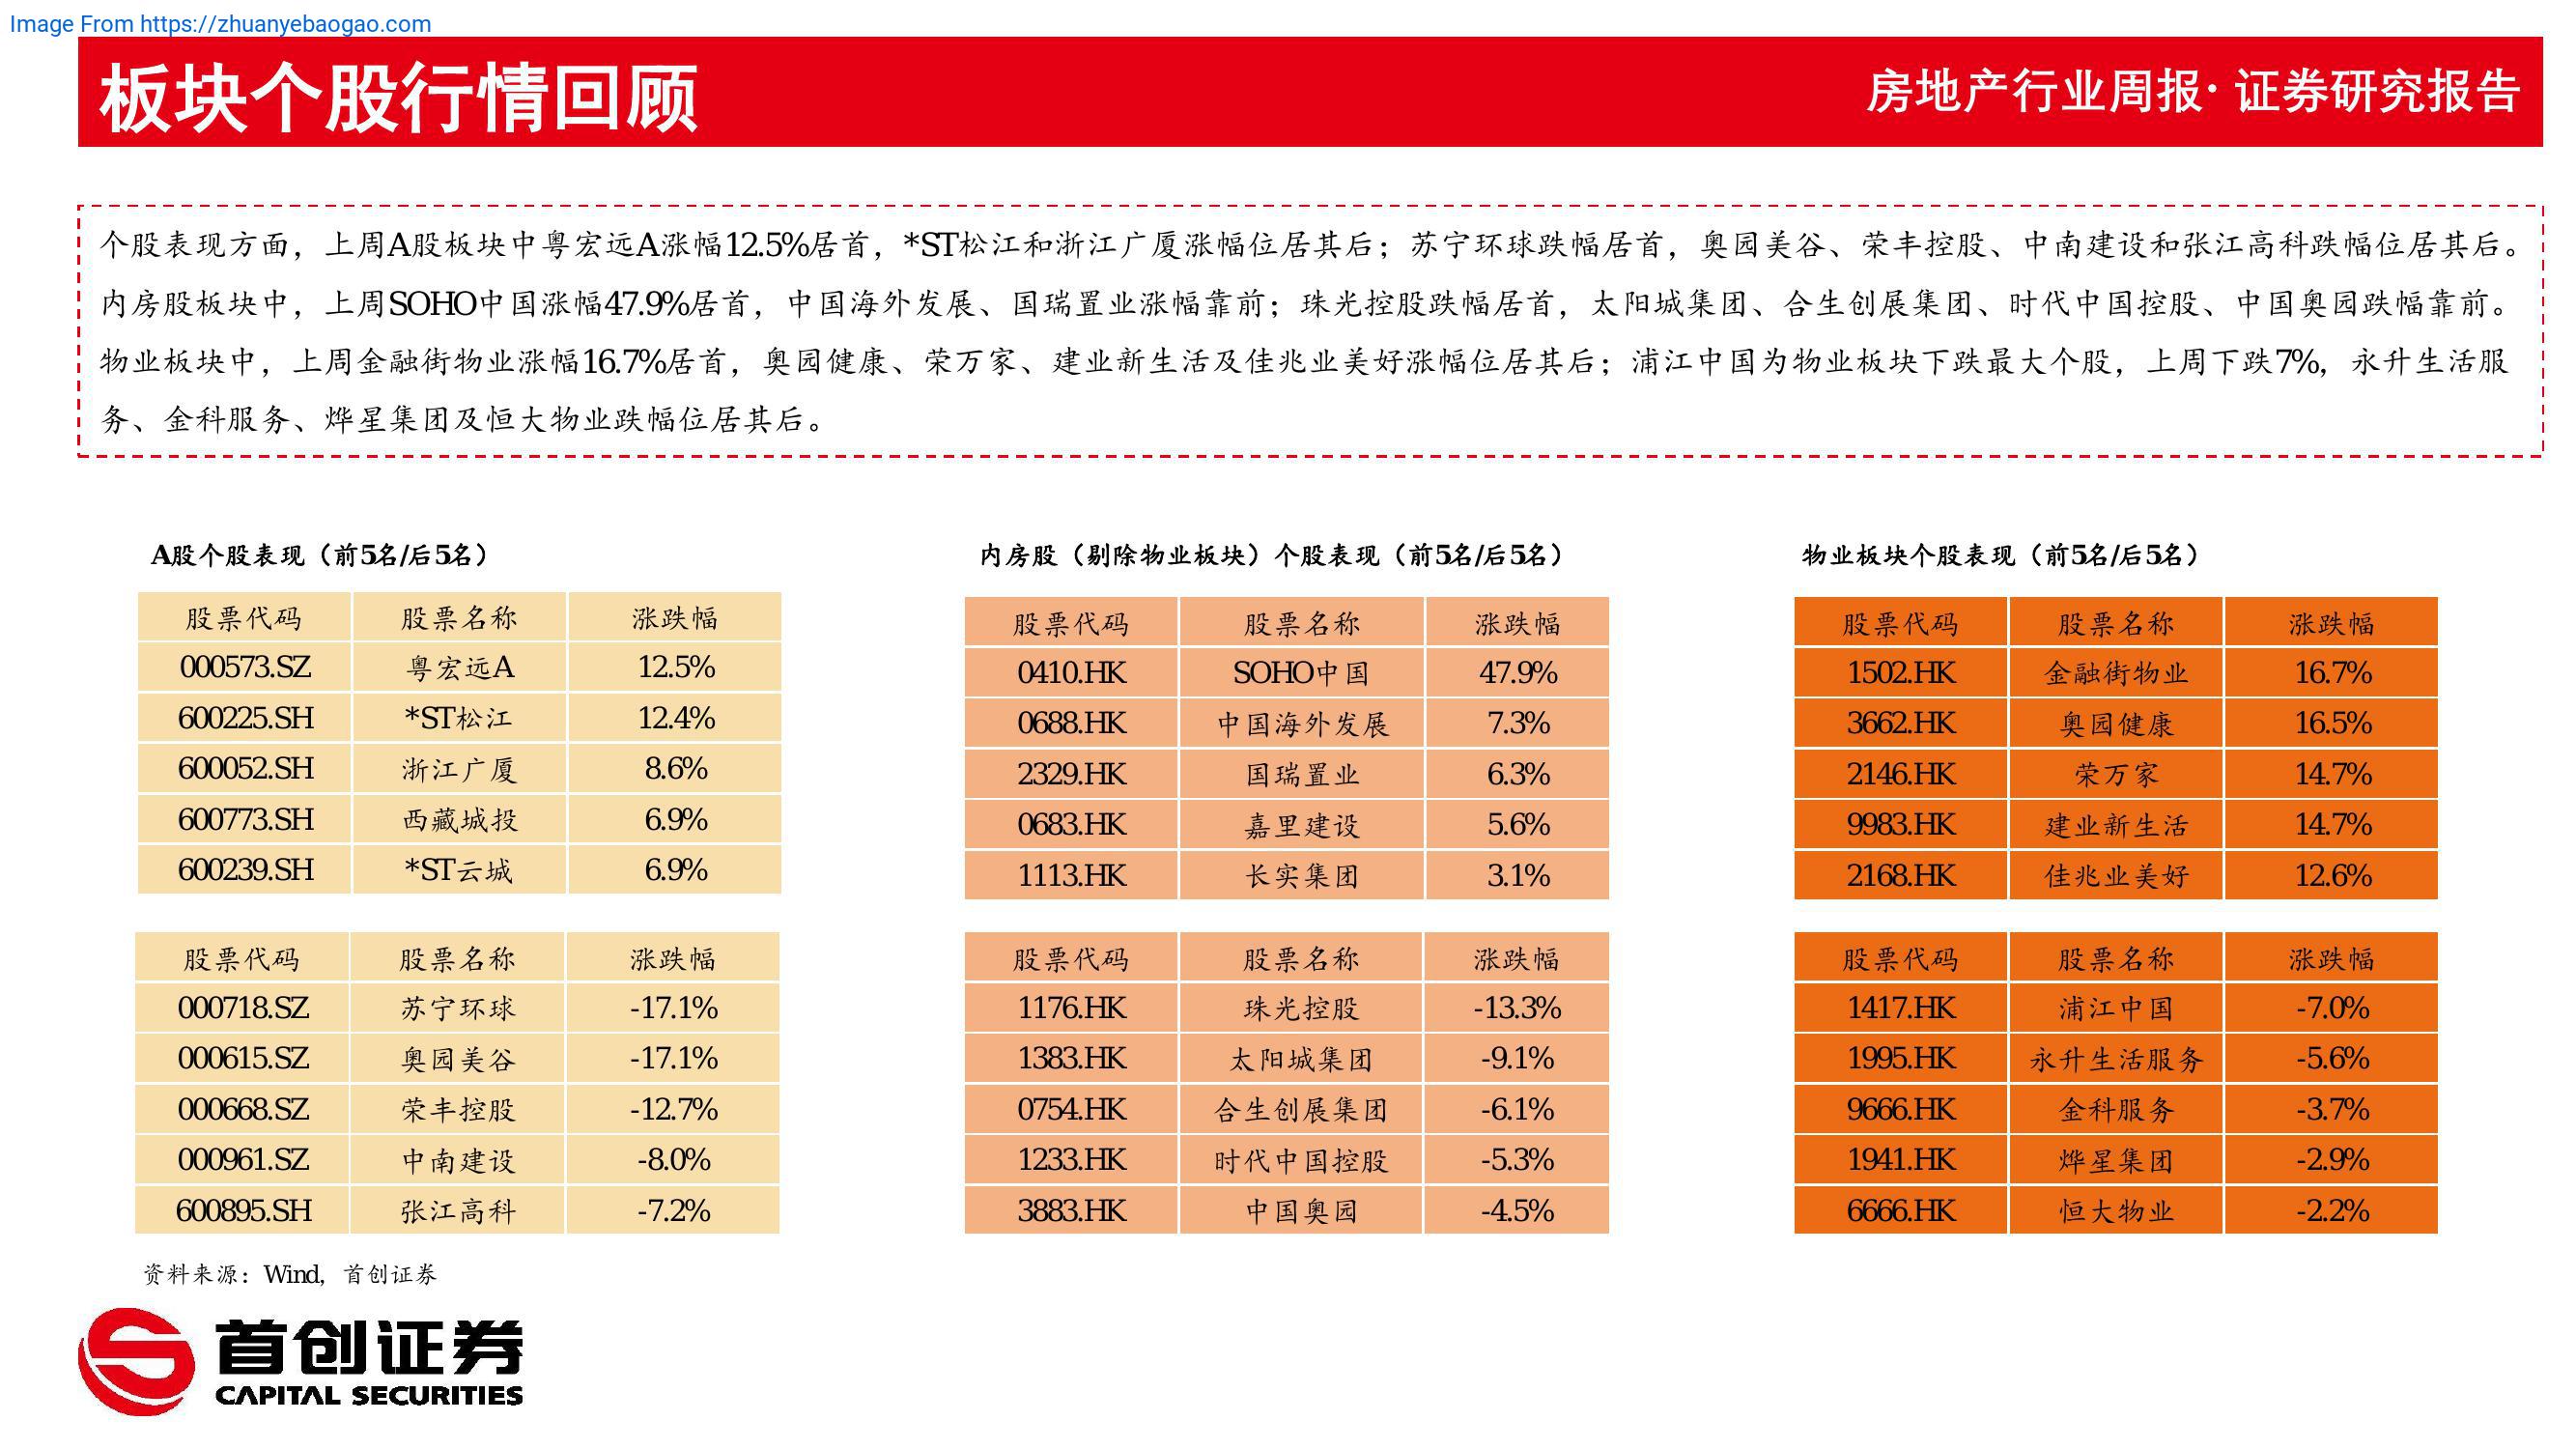 Image From https://zhuanyebaogao.com
板块个股行情回顾
房地产行业周报· 证券研究报告
个股表现方面，上周A股板块中粤宏远A涨幅12.5%居首，*ST松江和浙江广厦涨幅位居其后；苏宁环球跌幅居首，奥园美谷、荣丰控股、中南建设和张江高科跌幅位居其后。
内房股板块中，上周SOHO中国涨幅47.9%居首，中国海外发展、国瑞置业涨幅靠前；珠光控股跌幅居首，太阳城集团、合生创展集团、时代中国控股、中国奥园跌幅靠前。
物业板块中，上周金融街物业涨幅16.7%居首，奥园健康、荣万家、建业新生活及佳兆业美好涨幅位居其后；浦江中国为物业板块下跌最大个股，上周下跌7%，永升生活服
务、金科服务、烨星集团及恒大物业跌幅位居其后。
A股个股表现（前5名/后5名）
股票代码 股票名称 涨跌幅
000573.SZ 粤宏远A 12.5%
600225.SH *ST松江 12.4%
600052.SH 浙江广厦 8.6%
600773.SH 西藏城投 6.9%
600239.SH *ST云城 6.9%
股票代码 股票名称 涨跌幅
000718.SZ 苏宁环球 -17.1%
000615.SZ 奥园美谷 -17.1%
000668.SZ 荣丰控股 -12.7%
000961.SZ 中南建设 -8.0%
600895.SH 张江高科 -7.2%
内房股（剔除物业板块）个股表现（前5名/后5名）
股票代码 股票名称 涨跌幅
0410.HK SOHO中国 47.9%
0688.HK 中国海外发展 7.3%
2329.HK 国瑞置业 6.3%
0683.HK 嘉里建设 5.6%
1113.HK 长实集团 3.1%
股票代码 股票名称 涨跌幅
1176.HK 珠光控股 -13.3%
1383.HK 太阳城集团 -9.1%
0754.HK 合生创展集团 -6.1%
1233.HK 时代中国控股 -5.3%
3883.HK 中国奥园 -4.5%
物业板块个股表现（前5名/后5名）
股票代码 股票名称 涨跌幅
1502.HK 金融街物业 16.7%
3662.HK 奥园健康 16.5%
2146.HK 荣万家 14.7%
9983.HK 建业新生活 14.7%
2168.HK 佳兆业美好 12.6%
股票代码 股票名称 涨跌幅
1417.HK 浦江中国 -7.0%
1995.HK 永升生活服务 -5.6%
9666.HK 金科服务 -3.7%
1941.HK 烨星集团 -2.9%
6666.HK 恒大物业 -2.2%
资料来源：Wind，首创证券
首创证券
CAPITAL SECURITIES